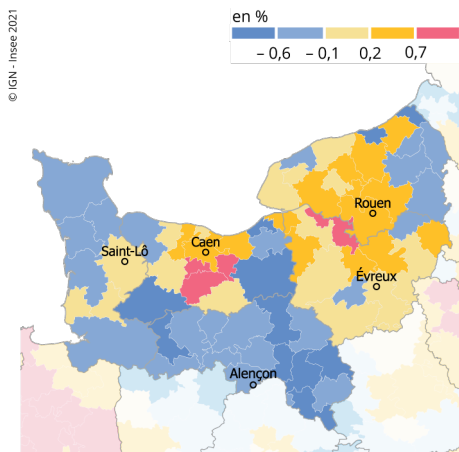 © IGN - Insee 2021
en %
– 0,6 – 0,1 0,2 0,7
Rouen
Caen
Saint-Lô
Évreux
Alençon